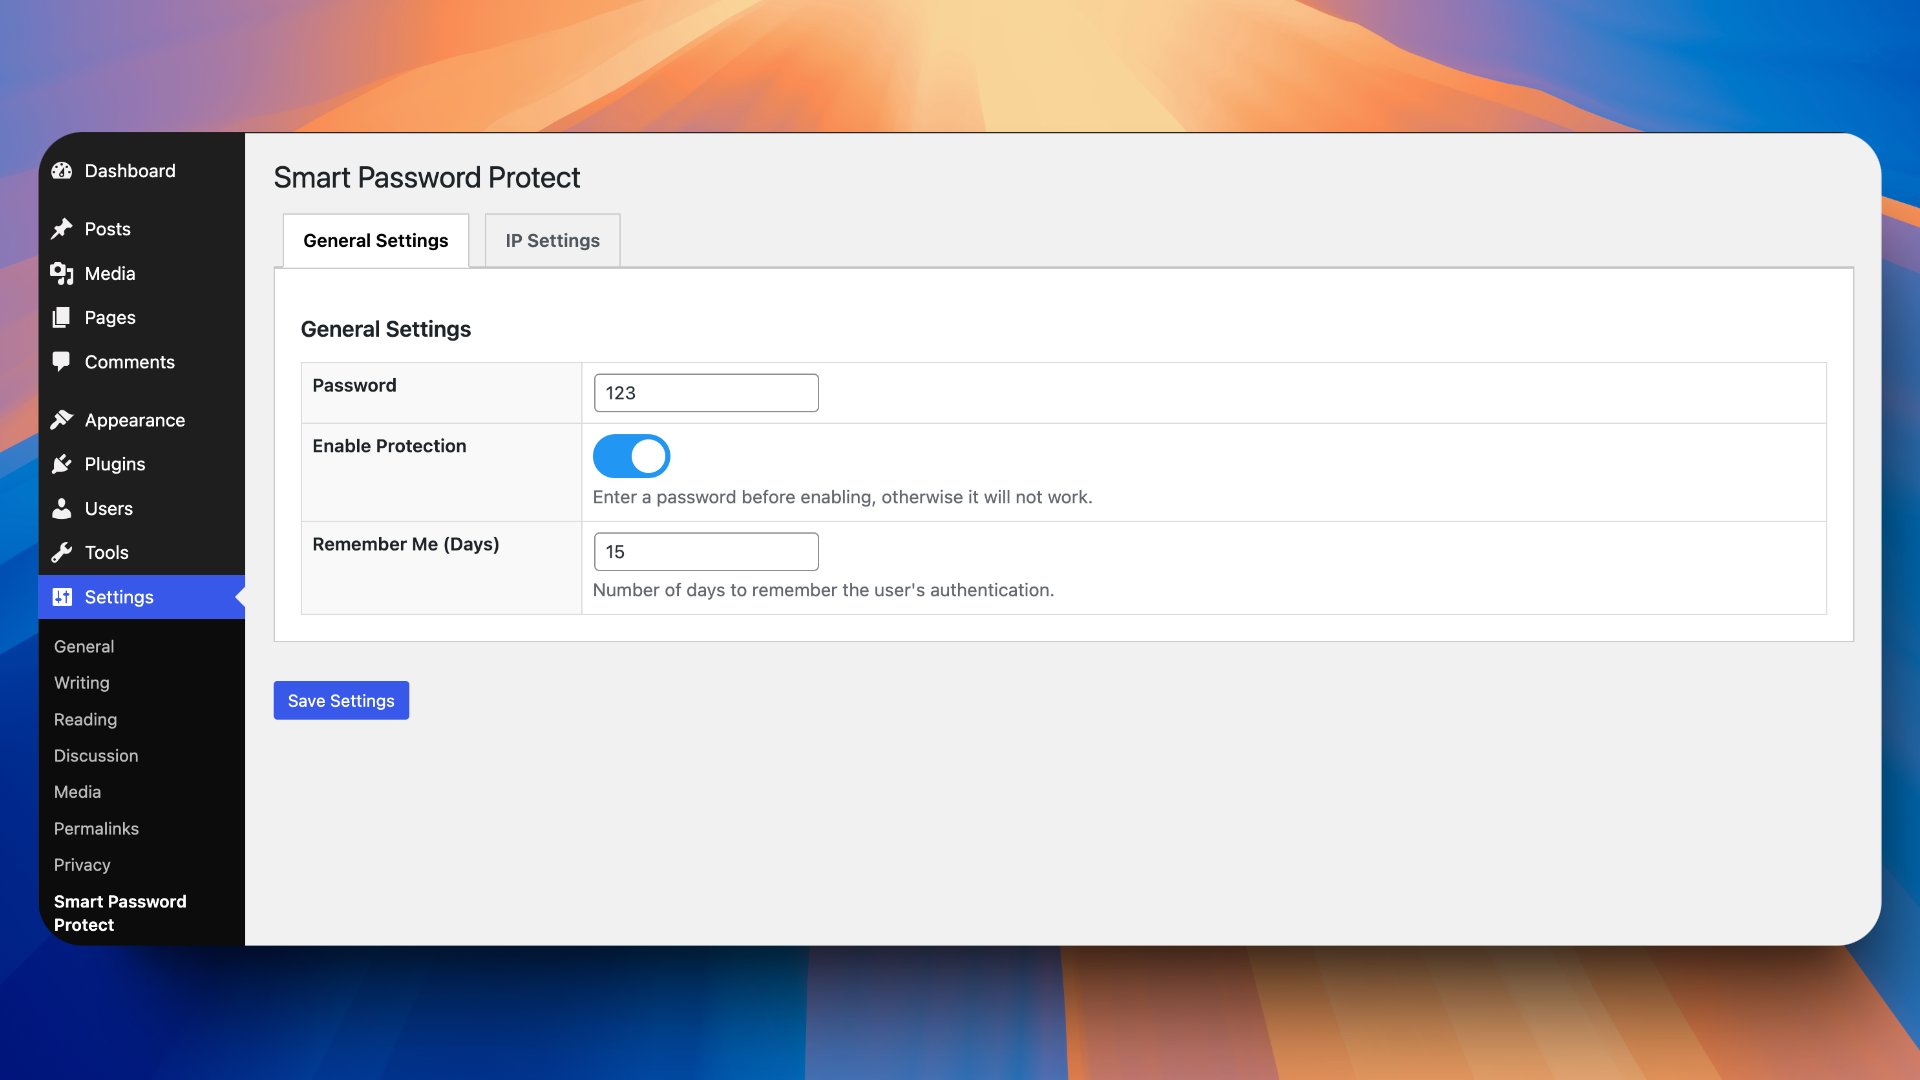 Dashboard
Posts
Media
Pages
Comments
Appearance
Plugins
Users
Tools
Settings
General
Writing
Reading
Discussion
Media
Permalinks
Privacy
Smart Password
Protect
Smart Password Protect
General Settings
IP Settings
General Settings
Password
123
Enable Protection
Enter a password before enabling, otherwise it will not work.
Remember Me (Days)
15
Number of days to remember the user's authentication.
Save Settings